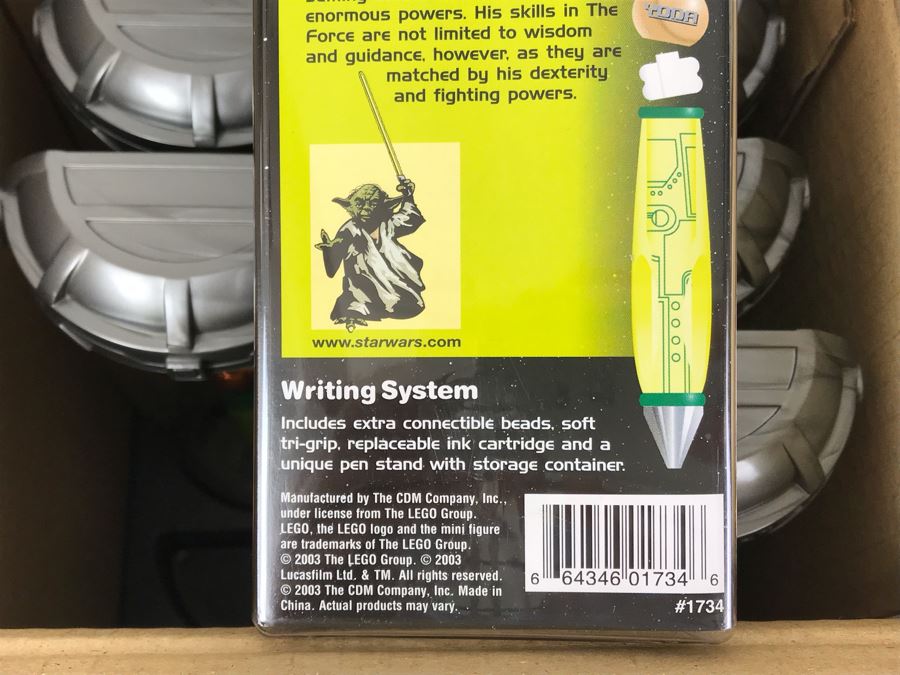 enormous powers. His skills in The
YODA
Force are not limited to wisdom
and guidance, however, as they are
matched by his dexterity
and fighting powers.
www.starwars.com
Writing System
Includes extra connectible beads, soft
tri-grip, replaceable ink cartridge and a
unique pen stand with storage container.
Manufactured by The CDM Company, Inc.,
under license from The LEGO Group.
LEGO, the LEGO logo and the mini figure
are trademarks of The LEGO Group.
© 2003 The LEGO Group. © 2003
Lucasfilm Ltd. & TM. All rights reserved.
© 2003 The CDM Company, Inc. Made in
China. Actual products may vary.
6 64346 01734 6
#1734